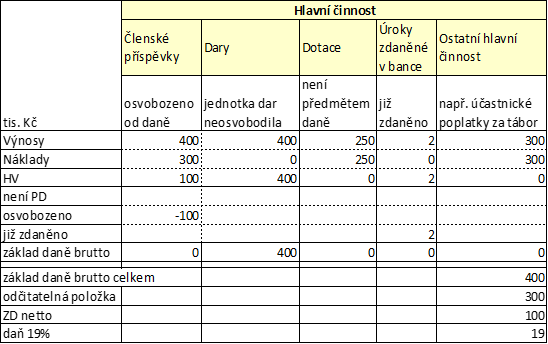 Hlavní činnost
Členské příspěvky Dary Dotace Úroky zdaněné v bance Ostatní hlavní činnost
tis. Kč osvobozeno od daně jednotka dar neosvobodila není předmětem daně již zdaněno např. účastnické poplatky za tábor
Výnosy 400 400 250 2 300
Náklady 300 0 250 0 300
HV 100 400 0 2 0
není PD
osvobozeno -100
již zdaněno 2
základ daně brutto 0 400 0 0 0
základ daně brutto celkem 400
odčitatelná položka 300
ZD netto 100
daň 19% 19